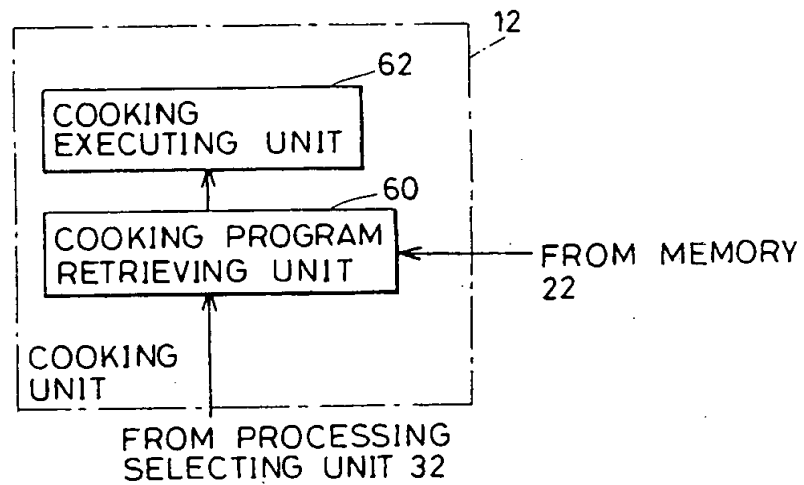 12
62
COOKING
EXECUTING UNIT
60
COOKING PROGRAM
RETRIEVING UNIT
FROM MEMORY
22
COOKING
UNIT
FROM PROCESSING
SELECTING UNIT 32